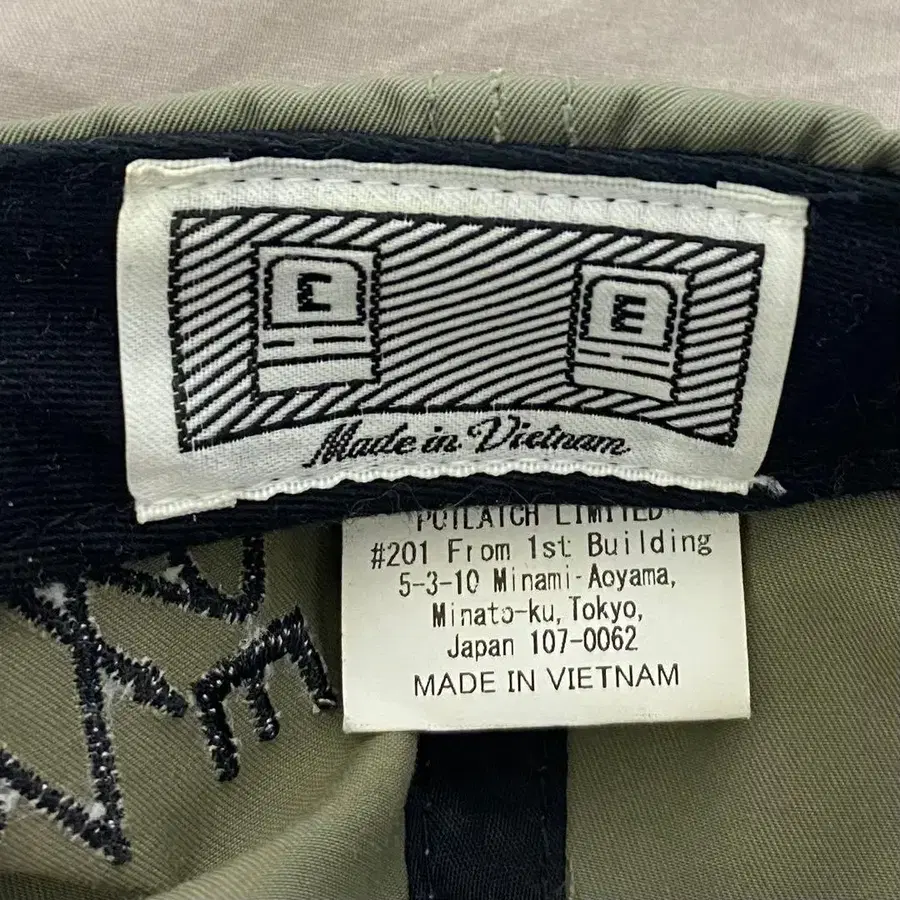 E E
Made in Vietnam
POTLATCH LIMITED
#201 From 1st Building
5-3-10 Minami-Aoyama,
Minato-ku, Tokyo,
Japan 107-0062
MADE IN VIETNAM